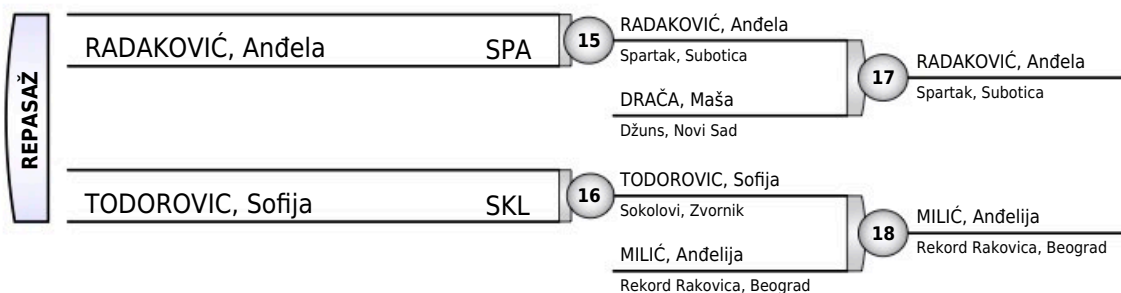 REPASAŽ
RADAKOVIĆ, Anđela SPA
15
RADAKOVIĆ, Anđela
Spartak, Subotica
DRAČA, Maša
Džuns, Novi Sad
17
RADAKOVIĆ, Anđela
Spartak, Subotica
TODOROVIC, Sofija SKL
16
TODOROVIC, Sofija
Sokolovi, Zvornik
MILIĆ, Anđelija
Rekord Rakovica, Beograd
18
MILIĆ, Anđelija
Rekord Rakovica, Beograd